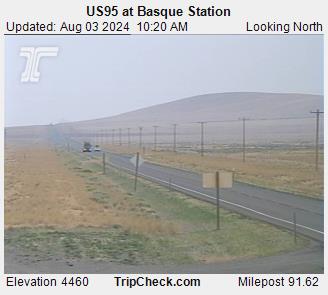 US95 at Basque Station
Updated: Aug 03 2024 10:20 AM Looking North
Elevation 4460 TripCheck.com Milepost 91.62